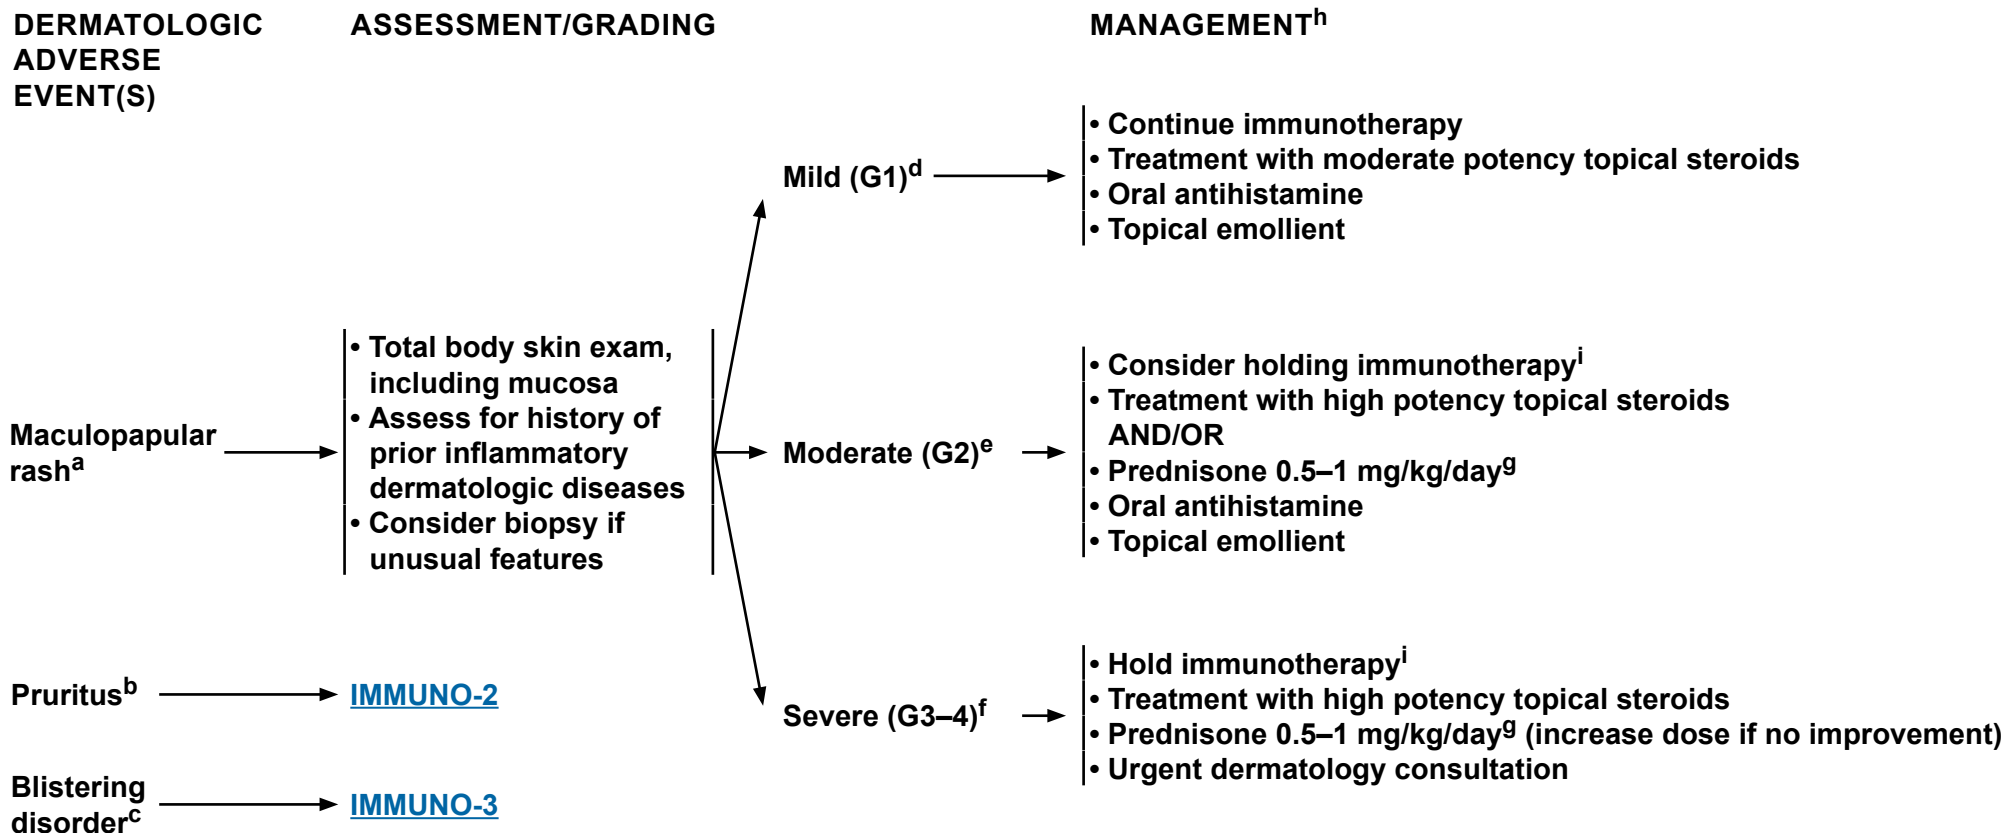 DERMATOLOGIC
ADVERSE
EVENT(S)
ASSESSMENT/GRADING
MANAGEMENTh
Maculopapular
rasha
• Total body skin exam,
including mucosa
• Assess for history of
prior inflammatory
dermatologic diseases
• Consider biopsy if
unusual features
Mild (G1)d
• Continue immunotherapy
• Treatment with moderate potency topical steroids
• Oral antihistamine
• Topical emollient
Moderate (G2)e
• Consider holding immunotherapyi
• Treatment with high potency topical steroids
AND/OR
• Prednisone 0.5–1 mg/kg/dayg
• Oral antihistamine
• Topical emollient
Severe (G3–4)f
• Hold immunotherapyi
• Treatment with high potency topical steroids
• Prednisone 0.5–1 mg/kg/dayg (increase dose if no improvement)
• Urgent dermatology consultation
Pruritusb
IMMUNO-2
Blistering
disorderc
IMMUNO-3